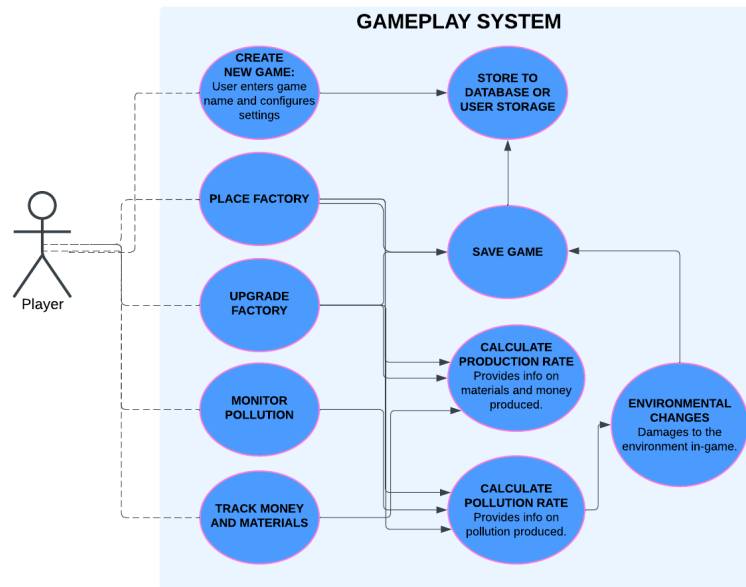 GAMEPLAY SYSTEM
CREATE
NEW GAME:
User enters game
name and configures
settings
STORE TO
DATABASE OR
USER STORAGE
PLACE FACTORY
SAVE GAME
Player
UPGRADE
FACTORY
CALCULATE
PRODUCTION RATE
Provides info on
materials and money
produced.
MONITOR
POLLUTION
ENVIRONMENTAL
CHANGES
Damages to the
environment in-game.
TRACK MONEY
AND MATERIALS
CALCULATE
POLLUTION RATE
Provides info on
pollution produced.